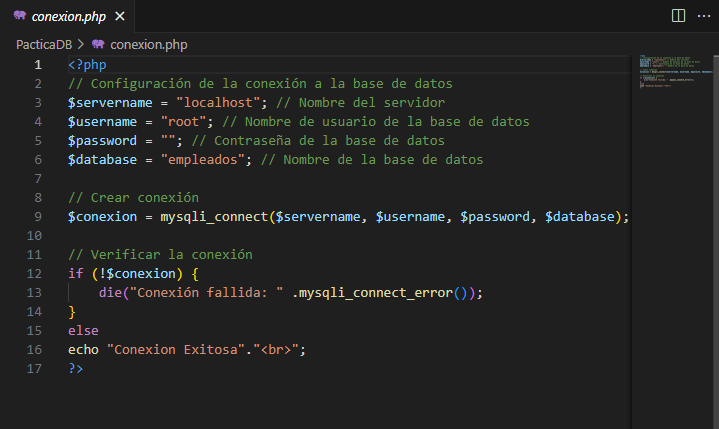 conexion.php
PacticaDB > conexion.php
1 <?php
2 // Configuración de la conexión a la base de datos
3 $servername = "localhost"; // Nombre del servidor
4 $username = "root"; // Nombre de usuario de la base de datos
5 $password = ""; // Contraseña de la base de datos
6 $database = "empleados"; // Nombre de la base de datos
7
8 // Crear conexión
9 $conexion = mysqli_connect($servername, $username, $password, $database);
10
11 // Verificar la conexión
12 if (!$conexion) {
13     die("Conexión fallida: " .mysqli_connect_error());
14 }
15 else
16 echo "Conexion Exitosa"."<br>";
17 ?>